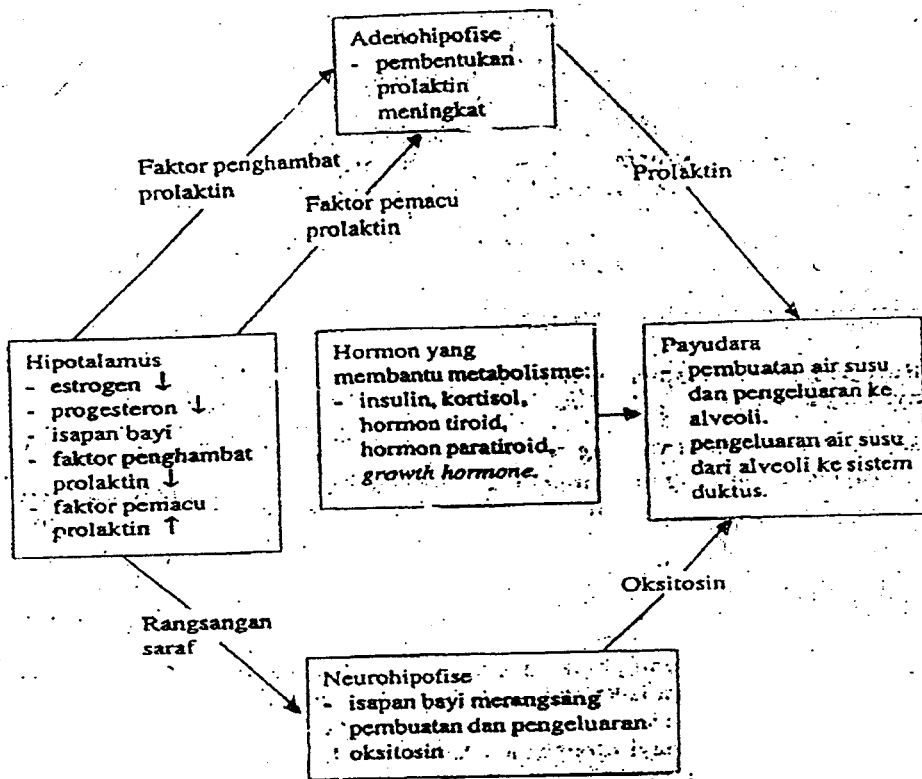 Adenohipofise
- pembentukan
prolaktin
meningkat
Faktor penghambat
prolaktin
Faktor pemacu
prolaktin
Prolaktin
Hipotalamus
- estrogen ↓
- progesteron ↓
- isapan bayi
- faktor penghambat
prolaktin ↓
- faktor pemacu
prolaktin ↑
Hormon yang
membantu metabolisme:
- insulin, kortisol,
hormon tiroid,
hormon paratiroid,
growth hormone.
Payudara
- pembuatan air susu
dan pengeluaran ke
alveoli.
- pengeluaran air susu
dari alveoli ke sistem
duktus.
Rangsangan
saraf
Oksitosin
Neurohipofise
- isapan bayi merangsang
pembuatan dan pengeluaran
oksitosin